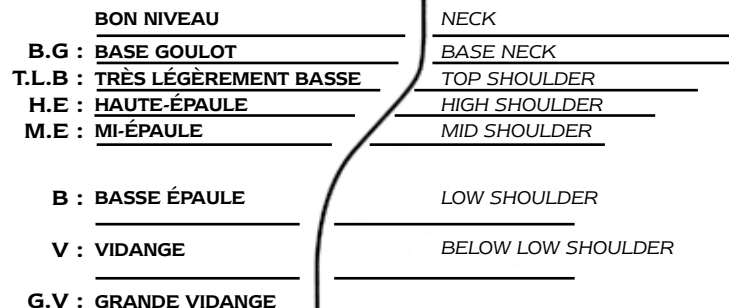 BON NIVEAU NECK
B.G : BASE GOULOT BASE NECK
T.L.B : TRÈS LÉGÈREMENT BASSE TOP SHOULDER
H.E : HAUTE-ÉPAULE HIGH SHOULDER
M.E : MI-ÉPAULE MID SHOULDER
B : BASSE ÉPAULE LOW SHOULDER
V : VIDANGE BELOW LOW SHOULDER
G.V : GRANDE VIDANGE